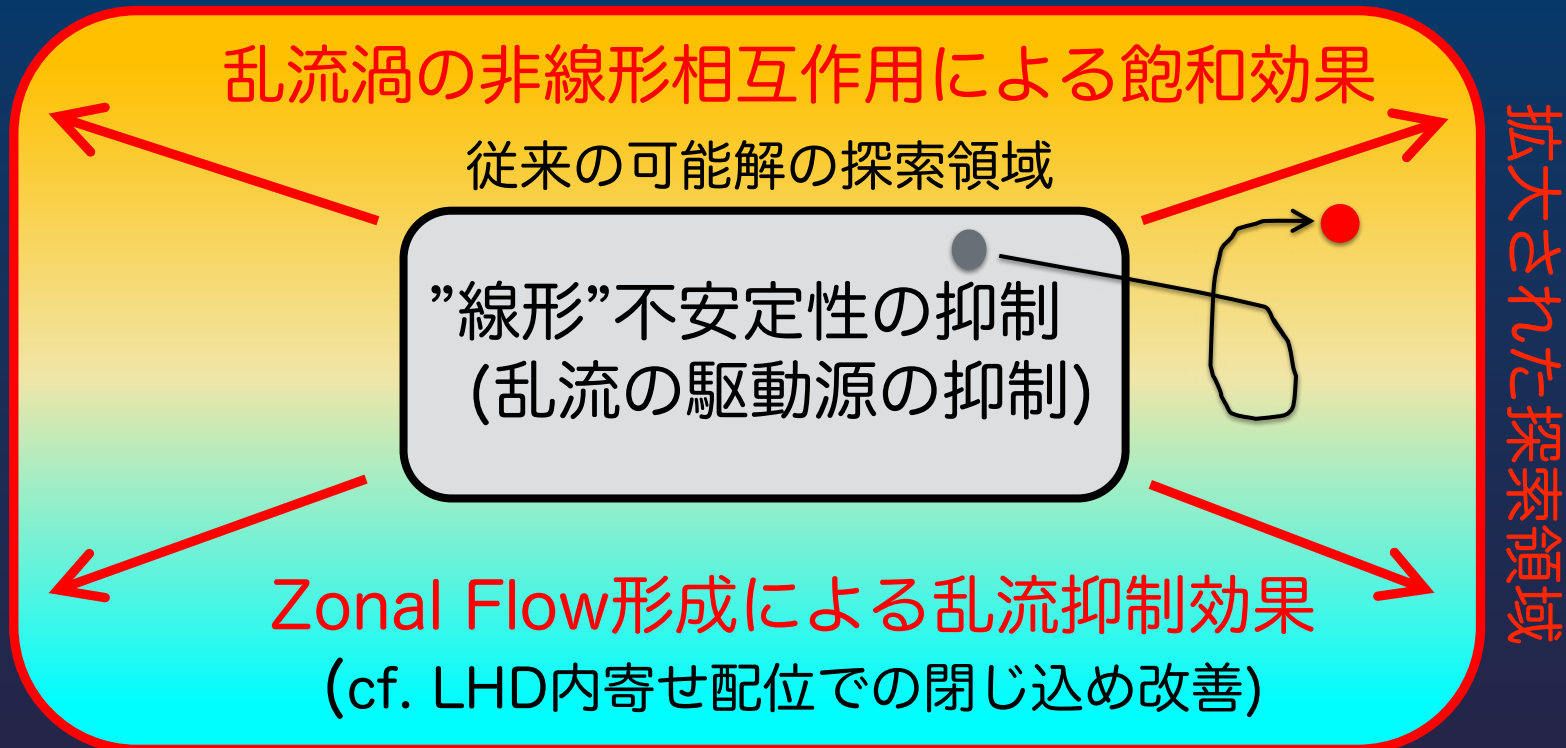 乱流渦の非線形相互作用による飽和効果
従来の可能解の探索領域
”線形”不安定性の抑制
(乱流の駆動源の抑制)
Zonal Flow形成による乱流抑制効果
(cf. LHD内寄せ配位での閉じ込め改善)
拡大された探索領域